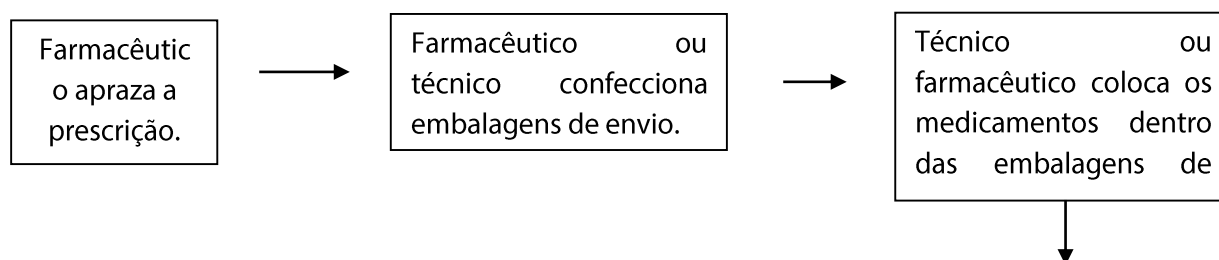 Farmacêutic
o apraza a
prescrição.
Farmacêutico ou
técnico confecciona
embalagens de envio.
Técnico ou
farmacêutico coloca os
medicamentos dentro
das embalagens de